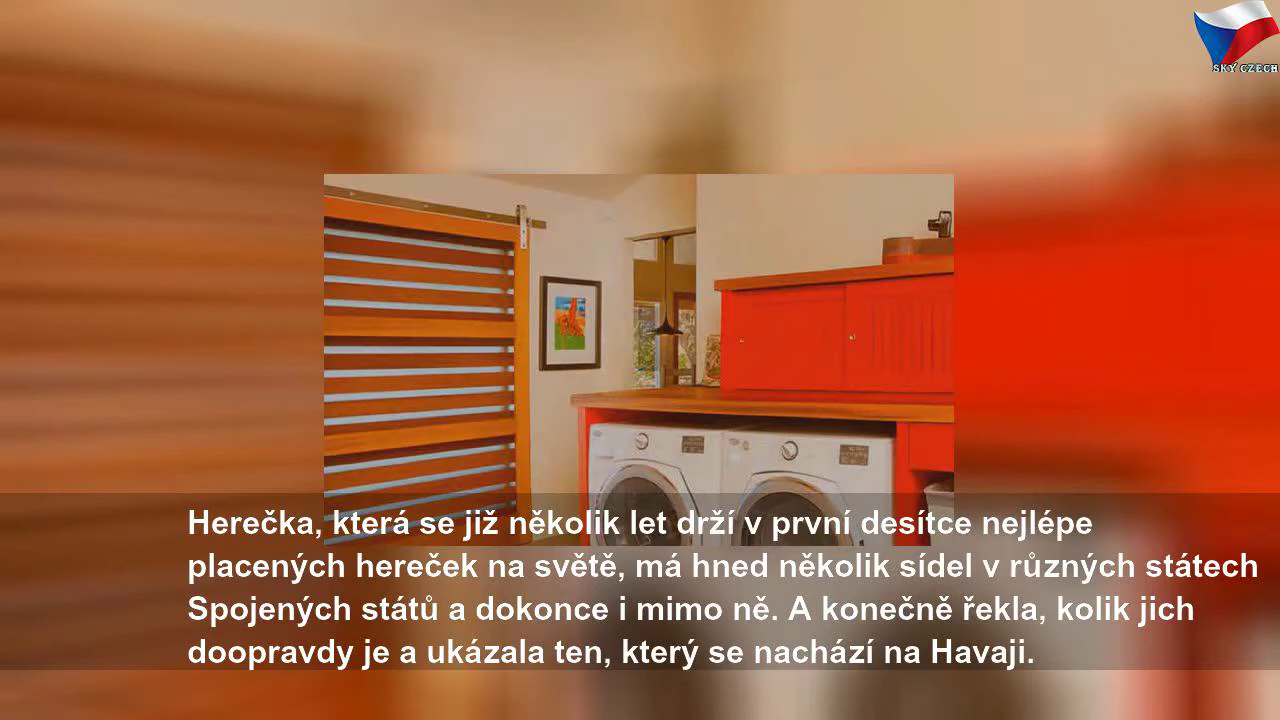 SKY CZECH
Herečka, která se již několik let drží v první desítce nejlépe
placených hereček na světě, má hned několik sídel v různých státech
Spojených států a dokonce i mimo ně. A konečně řekla, kolik jich
doopravdy je a ukázala ten, který se nachází na Havaji.